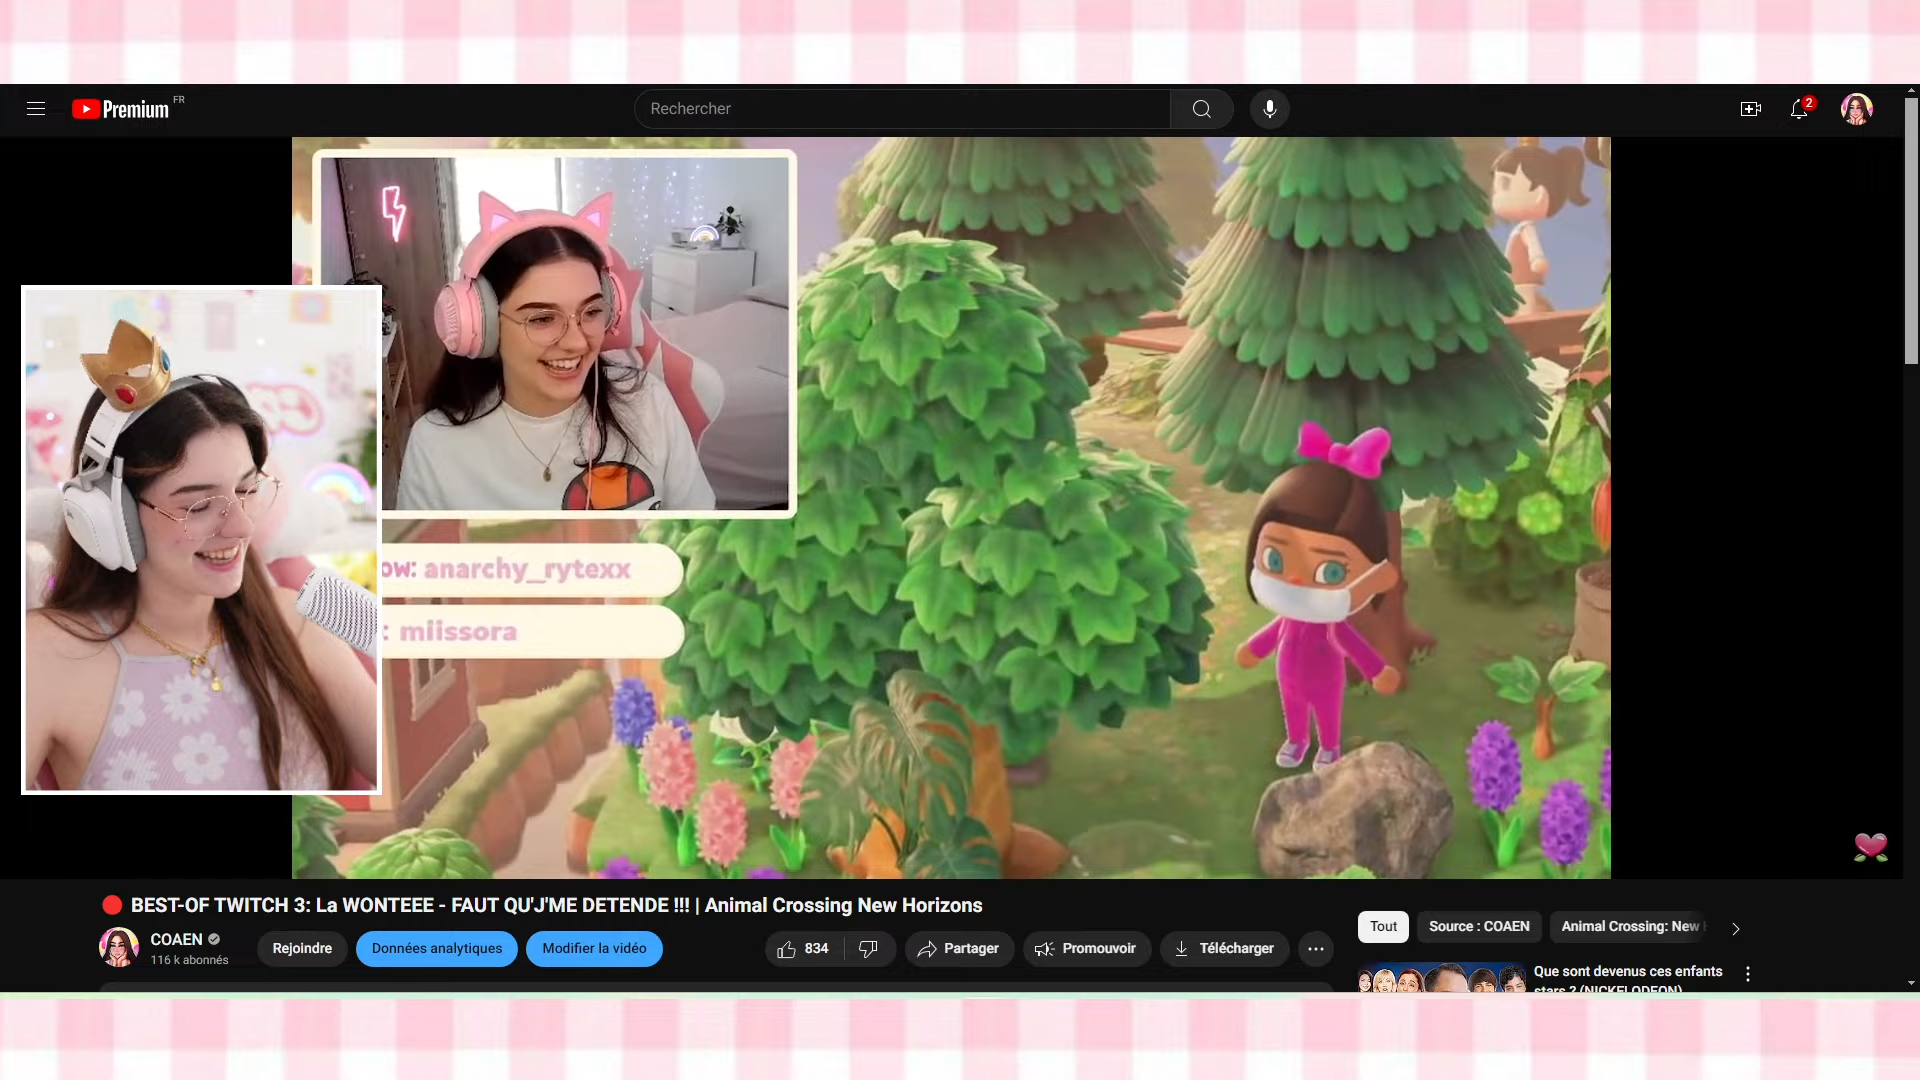 Premium FR
Rechercher
2
ow: anarchy_rytexx
: miissora
BEST-OF TWITCH 3: La WONTEEE - FAUT QU'J'ME DETENDE !!! | Animal Crossing New Horizons
COAEN
116 k abonnés
Rejoindre
Données analytiques
Modifier la vidéo
834
Partager
Promouvoir
Télécharger
Tout
Source : COAEN
Animal Crossing: New
Que sont devenus ces enfants
stars ? (NICKELODEON)